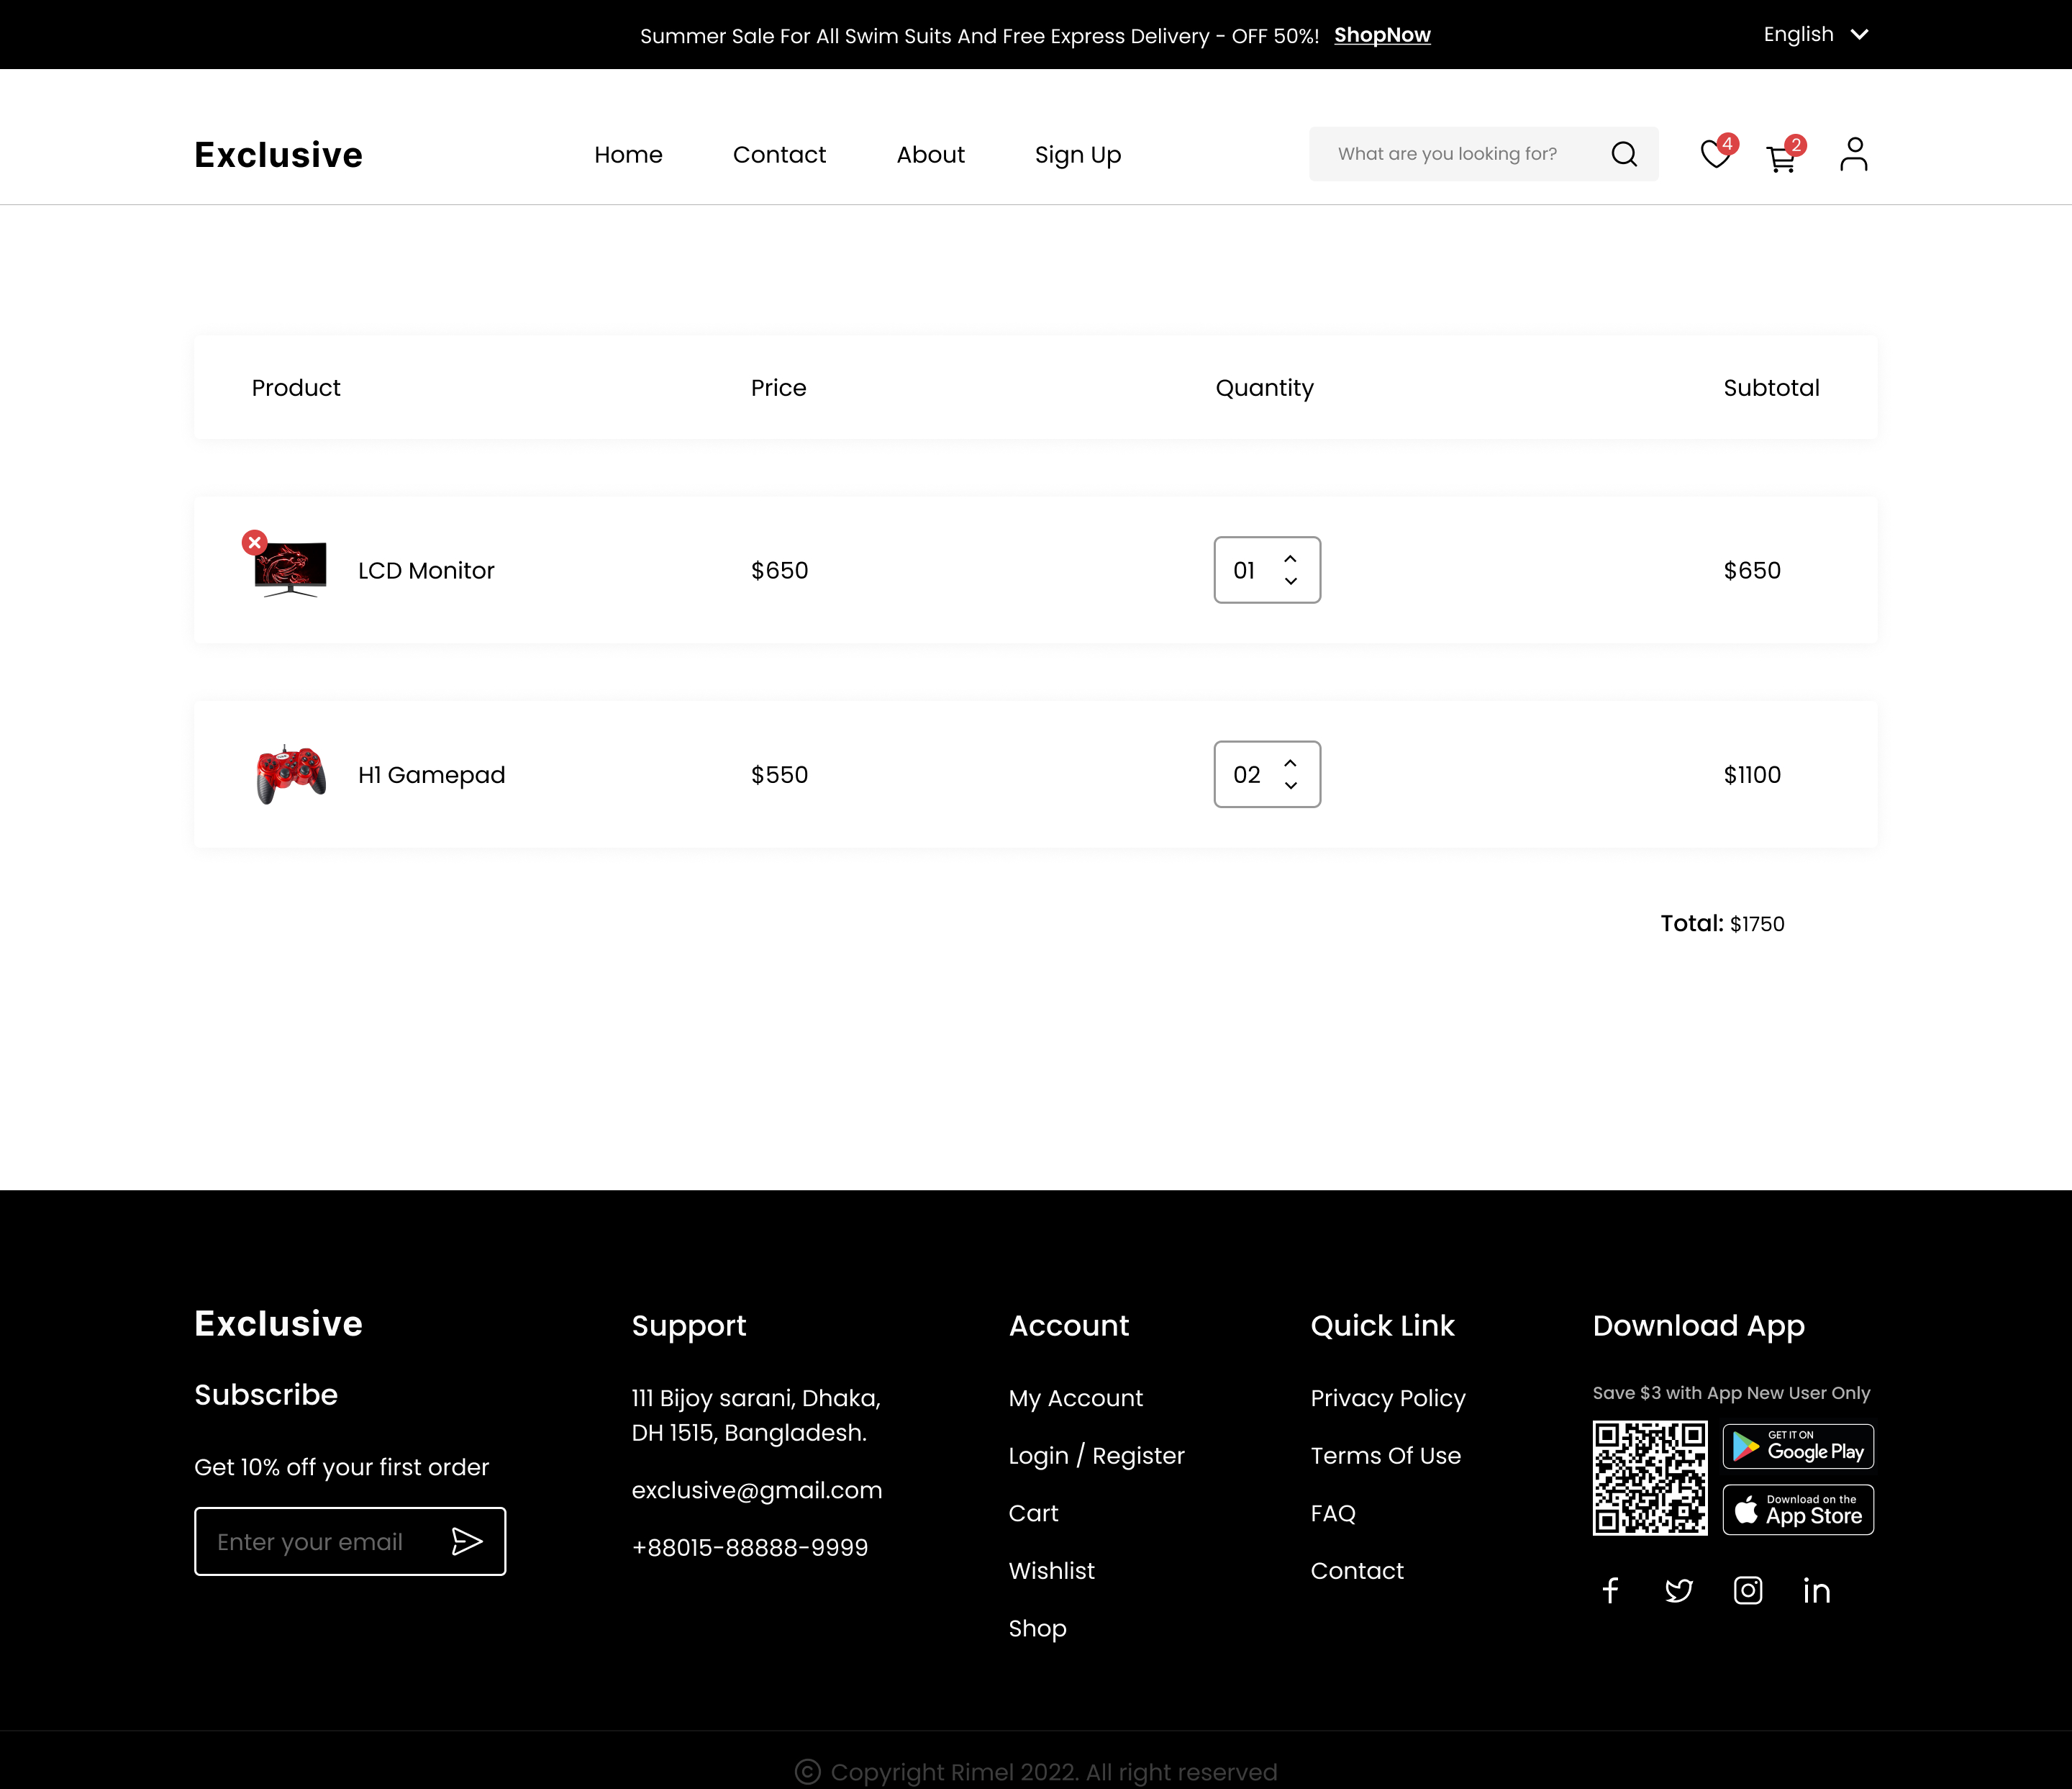 Summer Sale For All Swim Suits And Free Express Delivery - OFF 50%! ShopNow
English
Exclusive
Home
Contact
About
Sign Up
What are you looking for?
4
2
Product
Price
Quantity
Subtotal
LCD Monitor
$650
01
$650
H1 Gamepad
$550
02
$1100
Total: $1750
Exclusive
Subscribe
Get 10% off your first order
Enter your email
Support
111 Bijoy sarani, Dhaka,
DH 1515, Bangladesh.
exclusive@gmail.com
+88015-88888-9999
Account
My Account
Login / Register
Cart
Wishlist
Shop
Quick Link
Privacy Policy
Terms Of Use
FAQ
Contact
Download App
Save $3 with App New User Only
GET IT ON
Google Play
Download on the
App Store
© Copyright Rimel 2022. All right reserved